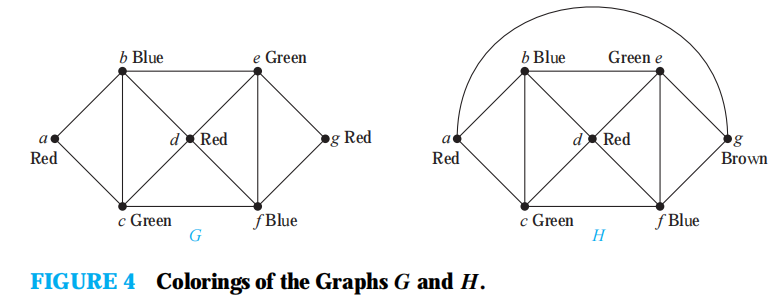 b Blue
e Green
a
Red
d Red
g Red
c Green
f Blue
G
b Blue
Green e
a
Red
d Red
g
Brown
c Green
f Blue
H
FIGURE 4 Colorings of the Graphs G and H.